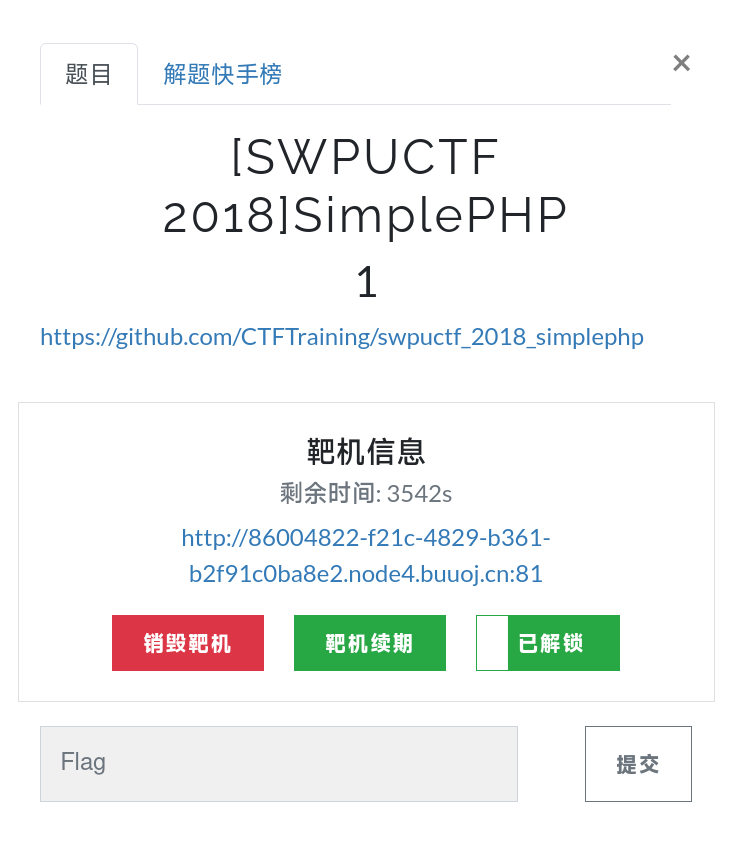 题目
解题快手榜
×
[SWPUCTF
2018]SimplePHP
1
https://github.com/CTFTraining/swpuctf_2018_simplephp
靶机信息
剩余时间: 3542s
http://86004822-f21c-4829-b361-
b2f91c0ba8e2.node4.buuoj.cn:81
销毁靶机
靶机续期
已解锁
Flag
提交